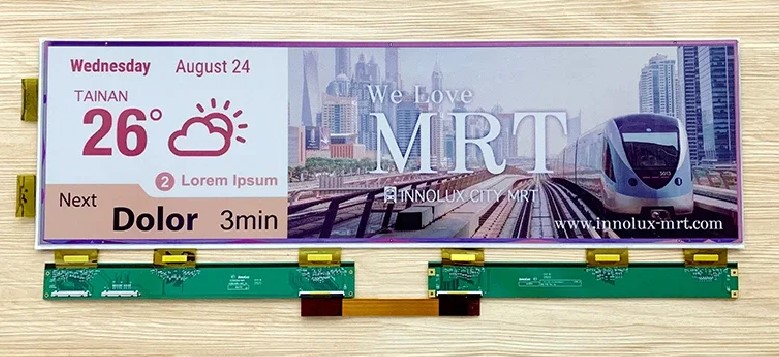 Wednesday August 24
TAINAN
26°
2 Lorem Ipsum
Next Dolor 3min
We Love
MRT
INNOLUX CITY MRT
5013
www.innolux-mrt.com